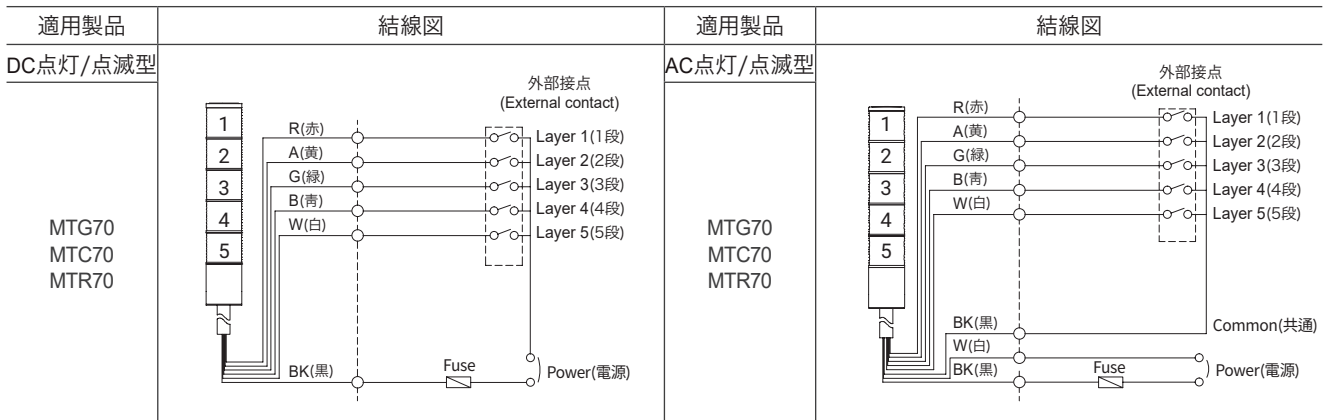 適用製品
結線図
適用製品
結線図
DC点灯/点滅型
MTG70
MTC70
MTR70
外部接点
(External contact)
1
2
3
4
5
R(赤)
A(黄)
G(緑)
B(青)
W(白)
BK(黒)
Layer 1(1段)
Layer 2(2段)
Layer 3(3段)
Layer 4(4段)
Layer 5(5段)
Fuse
Power(電源)
AC点灯/点滅型
MTG70
MTC70
MTR70
外部接点
(External contact)
1
2
3
4
5
R(赤)
A(黄)
G(緑)
B(青)
W(白)
Layer 1(1段)
Layer 2(2段)
Layer 3(3段)
Layer 4(4段)
Layer 5(5段)
BK(黒)
Common(共通)
W(白)
BK(黒)
Fuse
Power(電源)